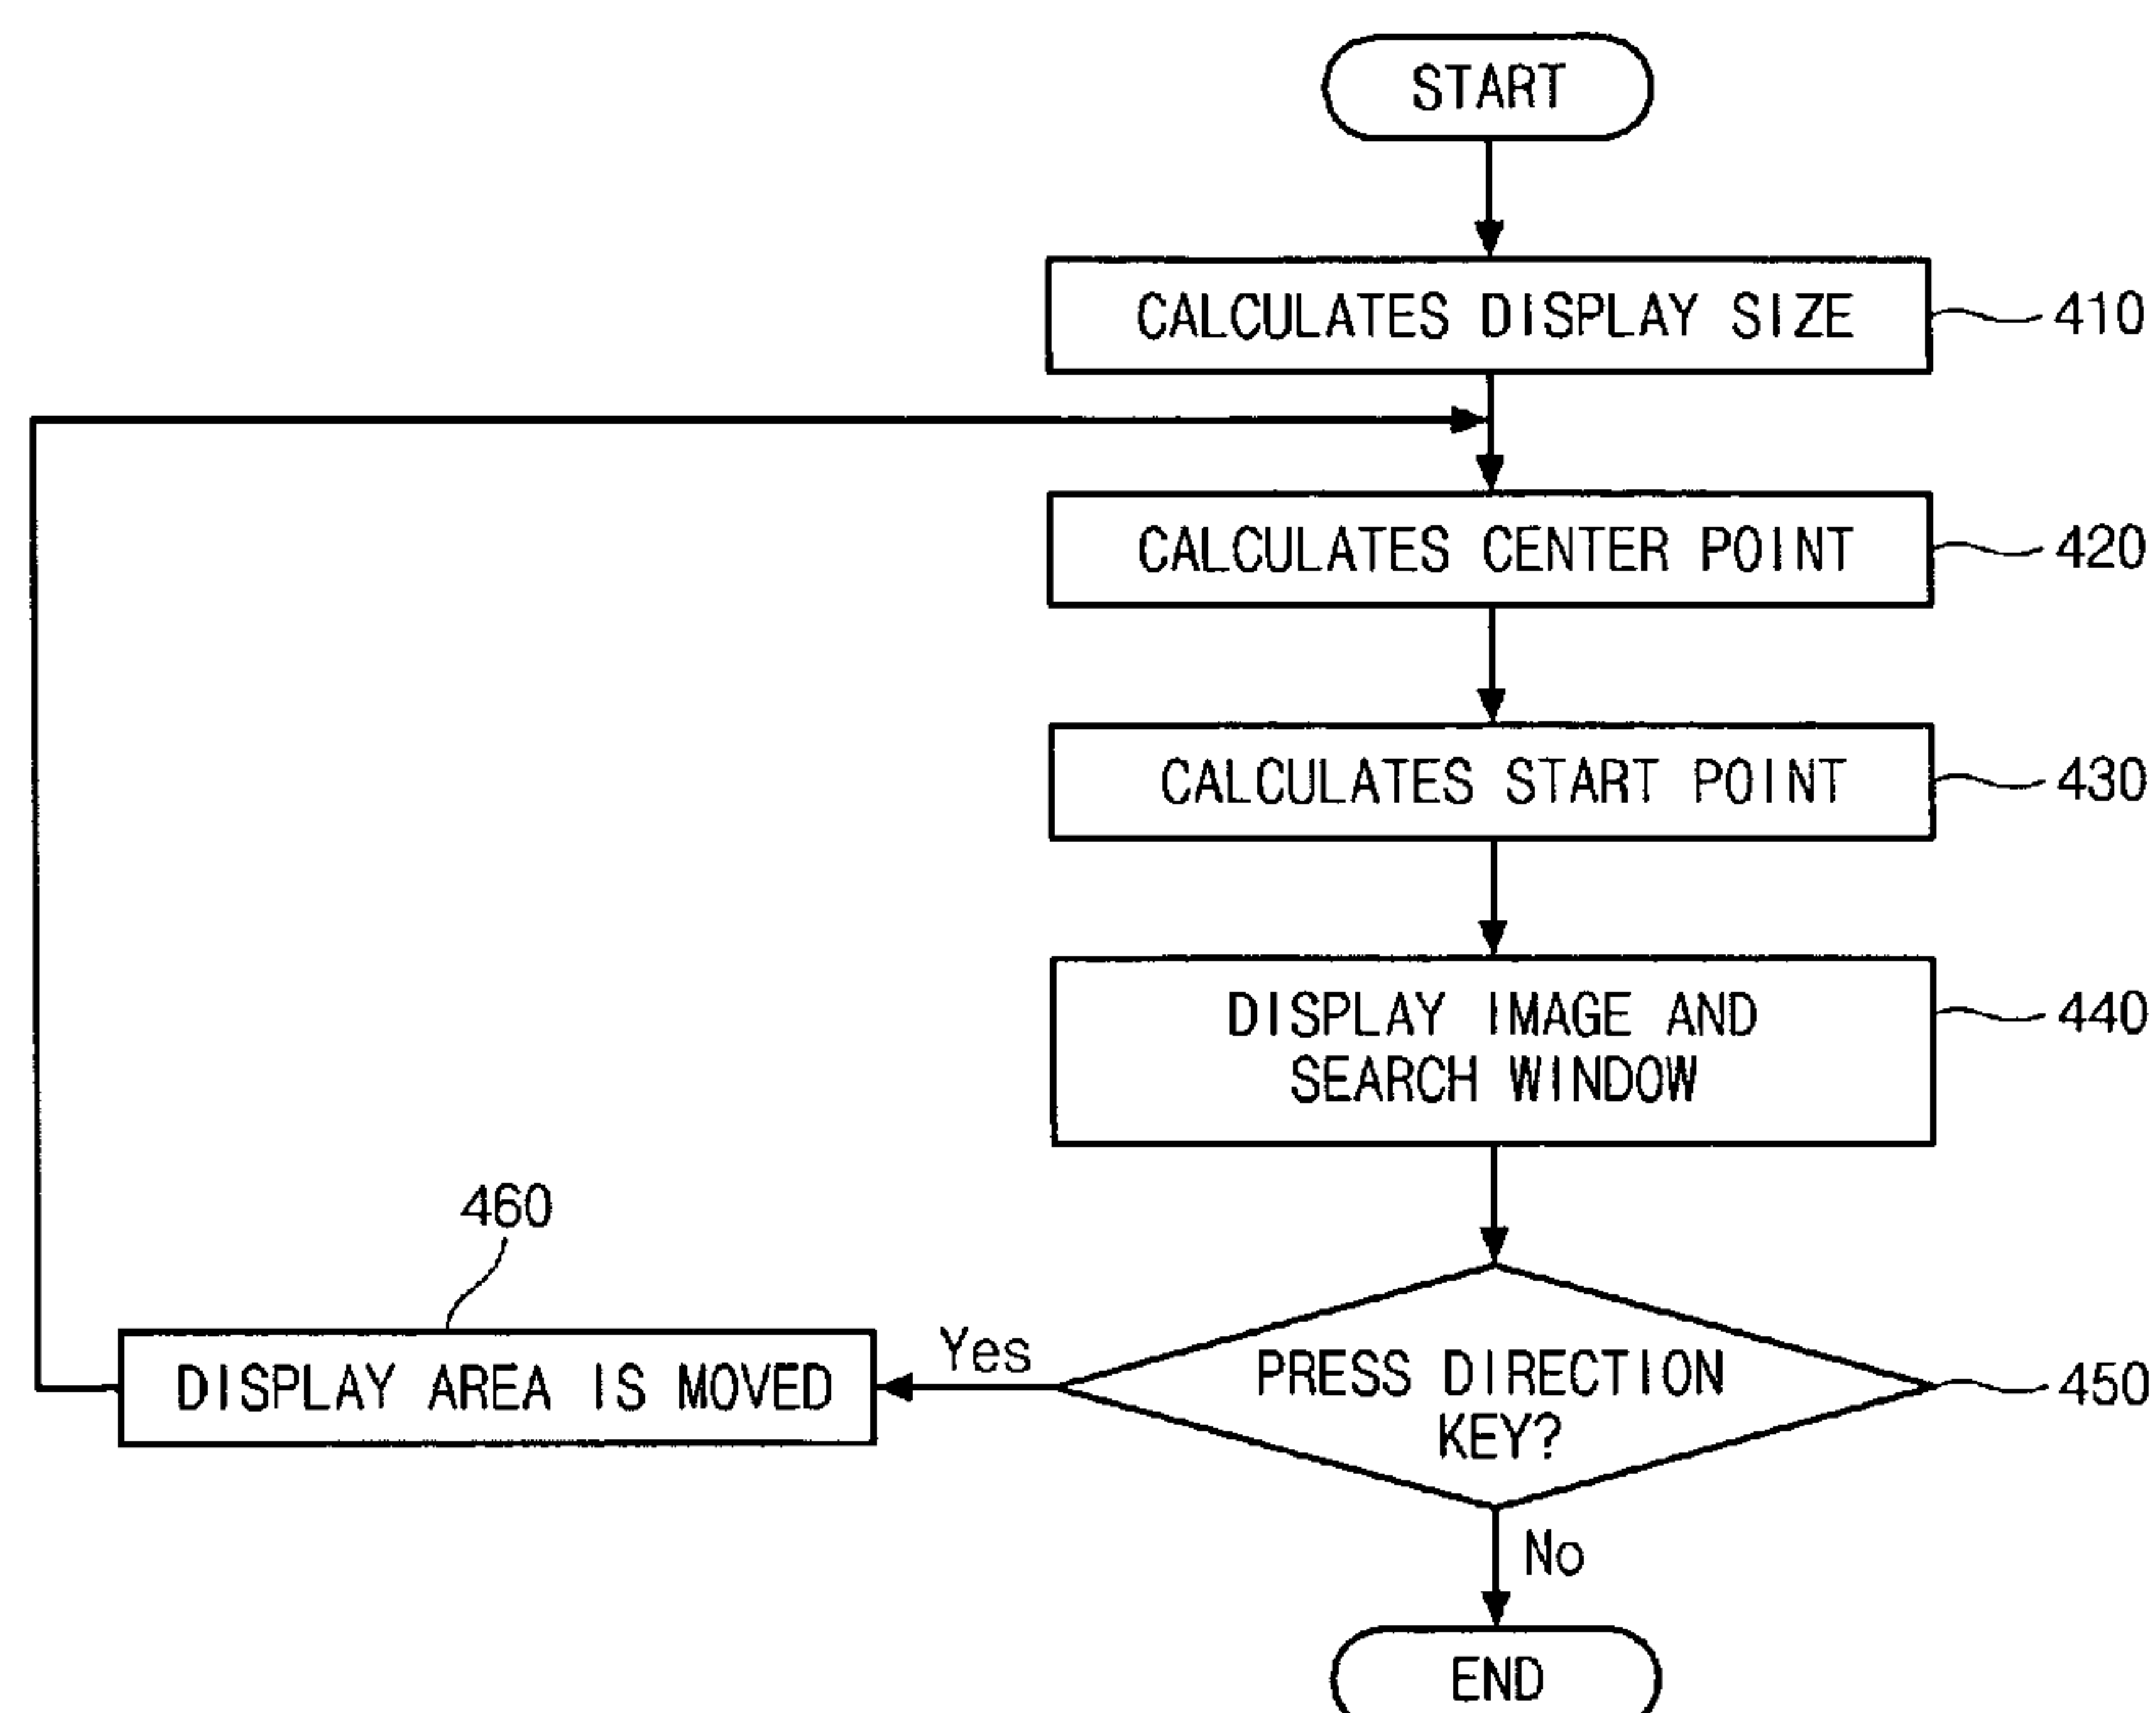 START
CALCULATES DISPLAY SIZE
410
CALCULATES CENTER POINT
420
CALCULATES START POINT
430
DISPLAY IMAGE AND
SEARCH WINDOW
440
460
DISPLAY AREA IS MOVED
Yes
PRESS DIRECTION
KEY?
450
No
END